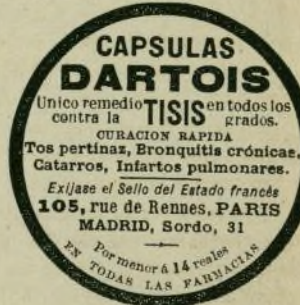 CAPSULAS
DARTOIS
Unico remedio TISIS en todos los
contra la grados.
CURACION RAPIDA
Tos pertinaz, Bronquitis crónicas,
Catarros, Infartos pulmonares.
Exíjase el Sello del Estado francés
105, rue de Rennes, PARIS
MADRID, Sordo, 31
Por menor á 14 reales
EN TODAS LAS FARMACIAS